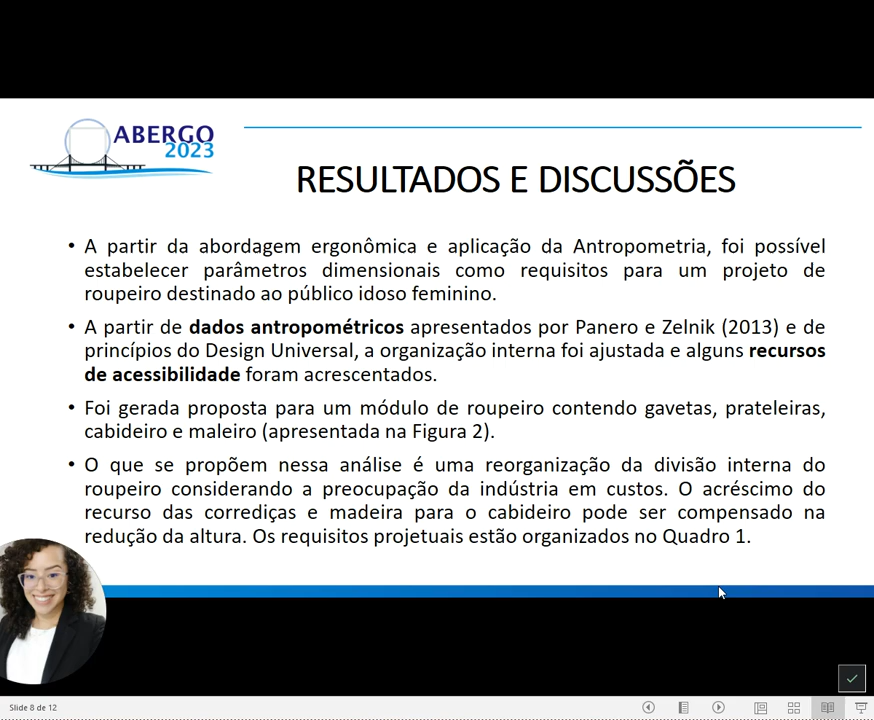 ABERGO
2023
RESULTADOS E DISCUSSÕES
• A partir da abordagem ergonômica e aplicação da Antropometria, foi possível
estabelecer parâmetros dimensionais como requisitos para um projeto de
roupeiro destinado ao público idoso feminino.
• A partir de dados antropométricos apresentados por Panero e Zelnik (2013) e de
princípios do Design Universal, a organização interna foi ajustada e alguns recursos
de acessibilidade foram acrescentados.
• Foi gerada proposta para um módulo de roupeiro contendo gavetas, prateleiras,
cabideiro e maleiro (apresentada na Figura 2).
• O que se propõem nessa análise é uma reorganização da divisão interna do
roupeiro considerando a preocupação da indústria em custos. O acréscimo do
recurso das corrediças e madeira para o cabideiro pode ser compensado na
redução da altura. Os requisitos projetuais estão organizados no Quadro 1.
Slide 8 de 12